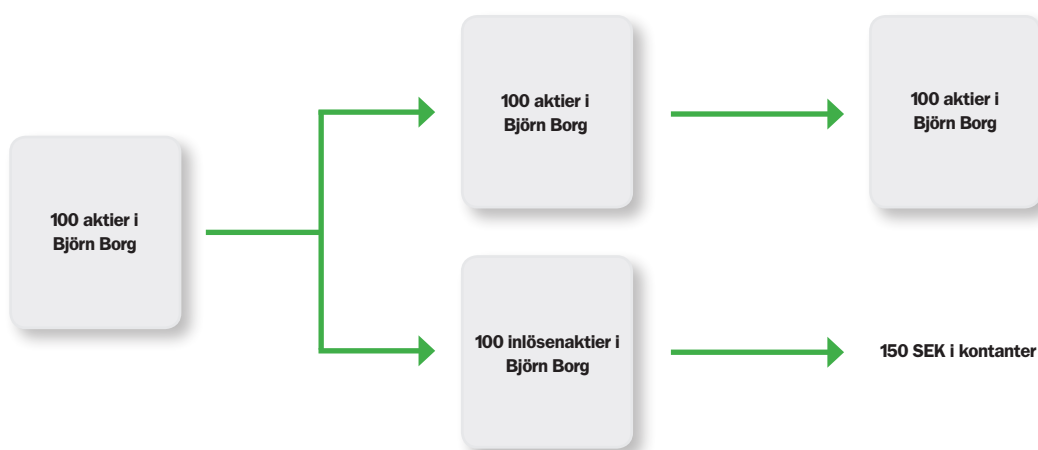 100 aktier i
Björn Borg
100 aktier i
Björn Borg
100 aktier i
Björn Borg
100 inlösenaktier i
Björn Borg
150 SEK i kontanter